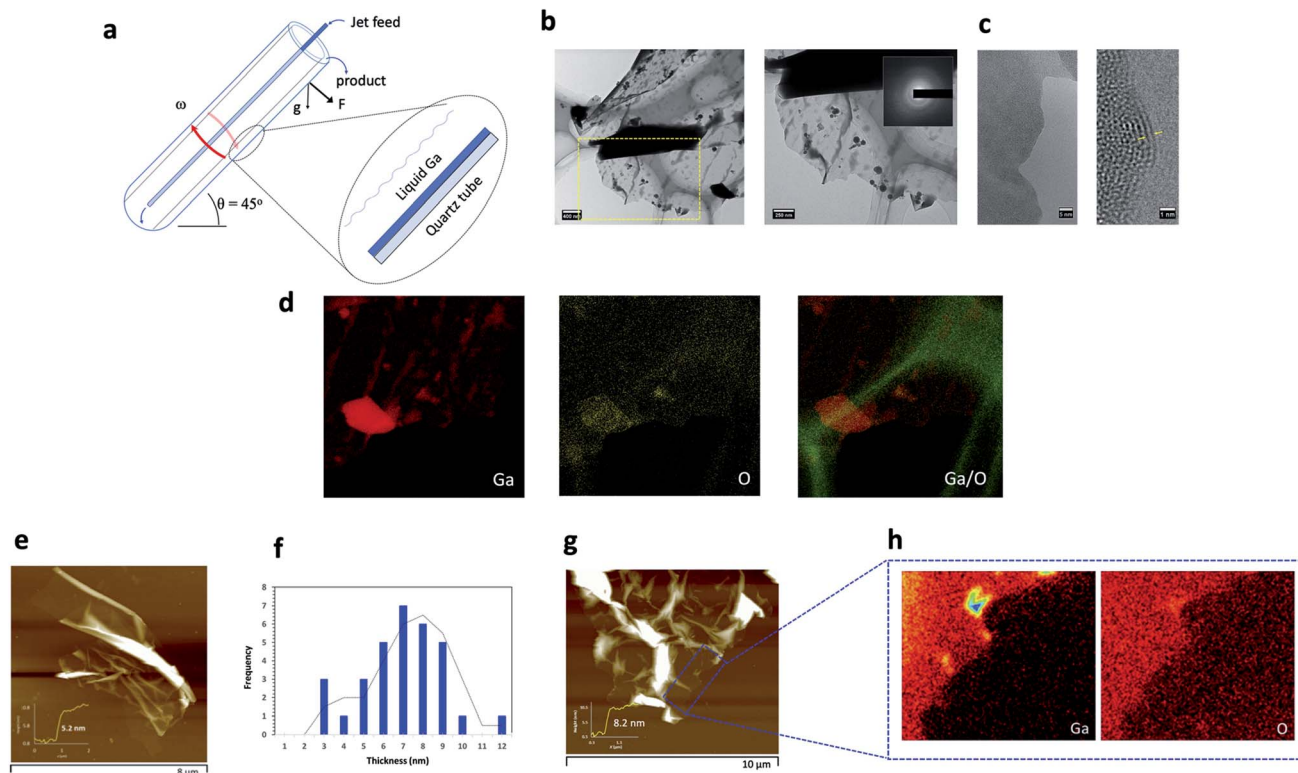 a
Jet feed
product
g
F
ω
θ = 45°
Liquid Ga
Quartz tube
b
400 nm
250 nm
c
5 nm
1 nm
d
Ga
O
Ga/O
e
5.2 nm
8 μm
f
Frequency
8
7
6
5
4
3
2
1
0
1 2 3 4 5 6 7 8 9 10 11 12
Thickness (nm)
g
8.2 nm
10 μm
h
Ga
O